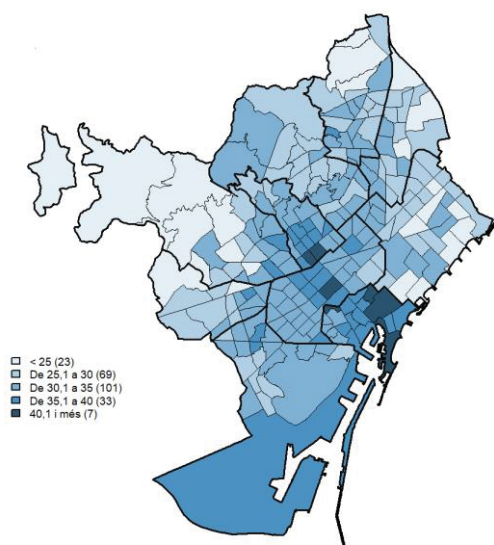 < 25 (23)
De 25,1 a 30 (69)
De 30,1 a 35 (101)
De 35,1 a 40 (33)
40,1 i més (7)